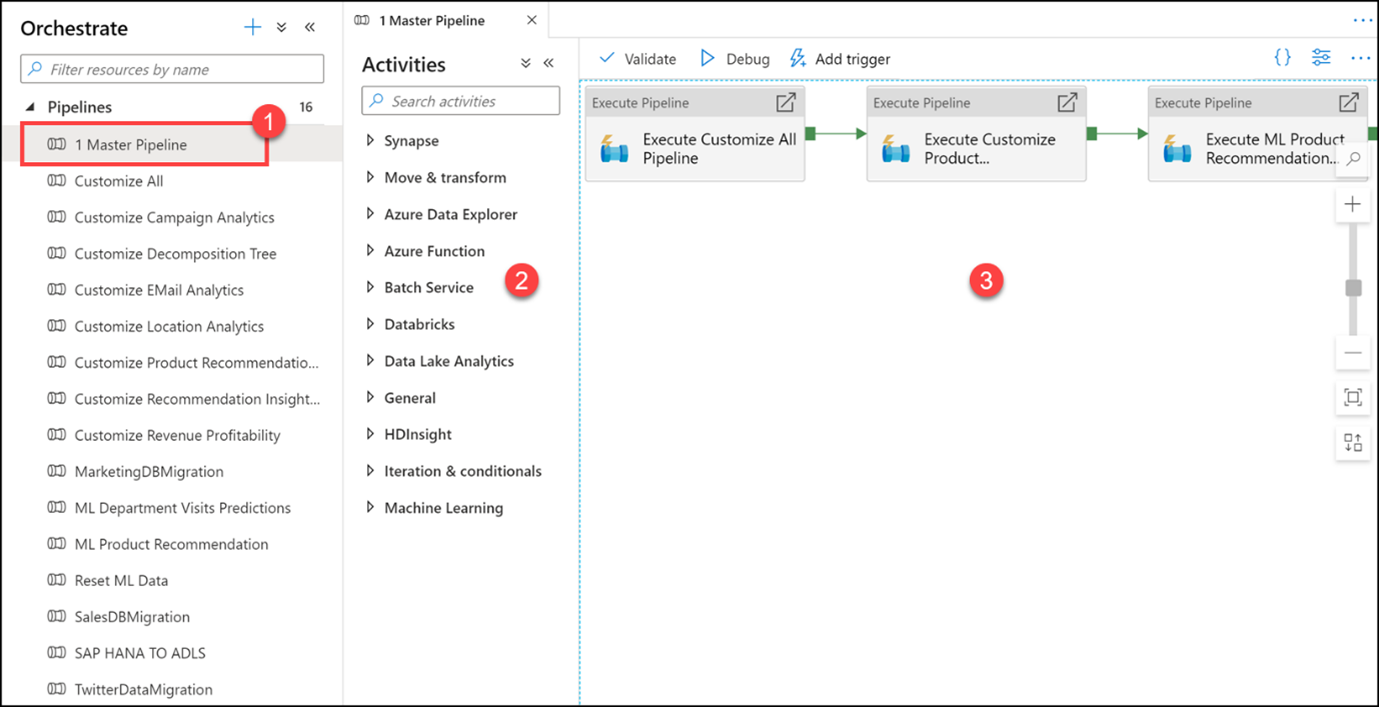 Orchestrate
Filter resources by name
Pipelines 16
1
1 Master Pipeline
Customize All
Customize Campaign Analytics
Customize Decomposition Tree
Customize EMail Analytics
Customize Location Analytics
Customize Product Recommendatio...
Customize Recommendation Insight...
Customize Revenue Profitability
MarketingDBMigration
ML Department Visits Predictions
ML Product Recommendation
Reset ML Data
SalesDBMigration
SAP HANA TO ADLS
TwitterDataMigration
1 Master Pipeline
Activities
Search activities
Synapse
Move & transform
Azure Data Explorer
Azure Function
Batch Service
2
Databricks
Data Lake Analytics
General
HDInsight
Iteration & conditionals
Machine Learning
Validate Debug Add trigger {}
Execute Pipeline
Execute Customize All
Pipeline
Execute Pipeline
Execute Customize
Product...
Execute Pipeline
Execute ML Product
Recommendation...
3